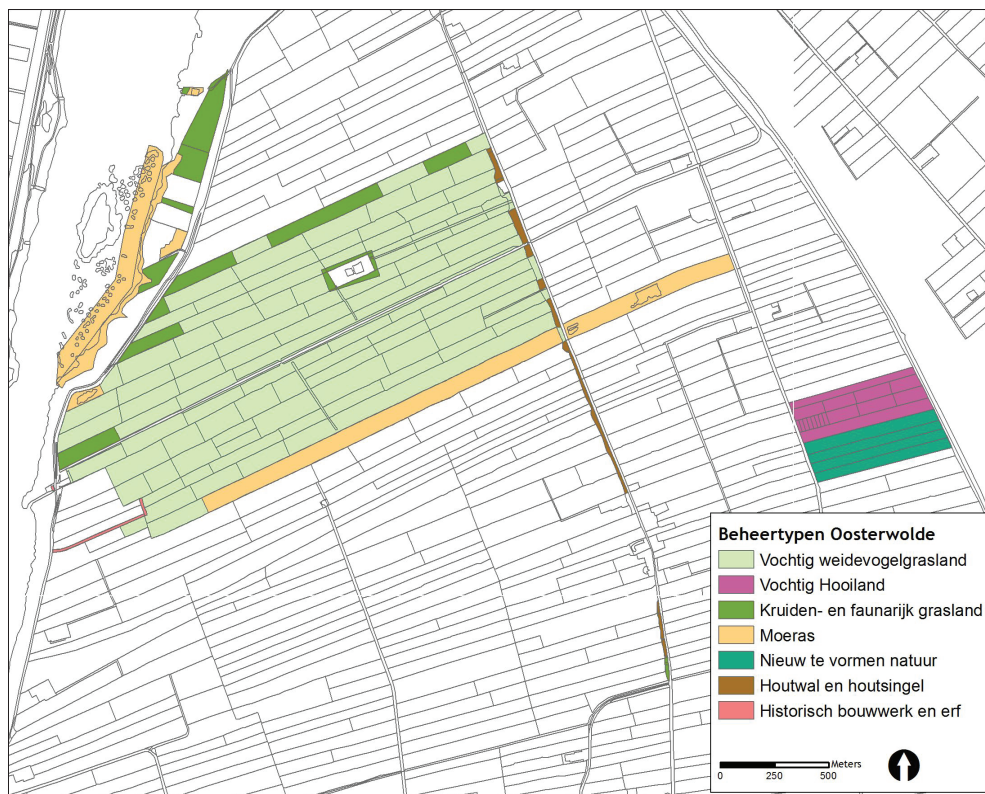 Beheertypen Oosterwolde
Vochtig weidevogelgrasland
Vochtig Hooiland
Kruiden- en faunarijk grasland
Moeras
Nieuw te vormen natuur
Houtwal en houtsingel
Historisch bouwwerk en erf
Meters
0 250 500